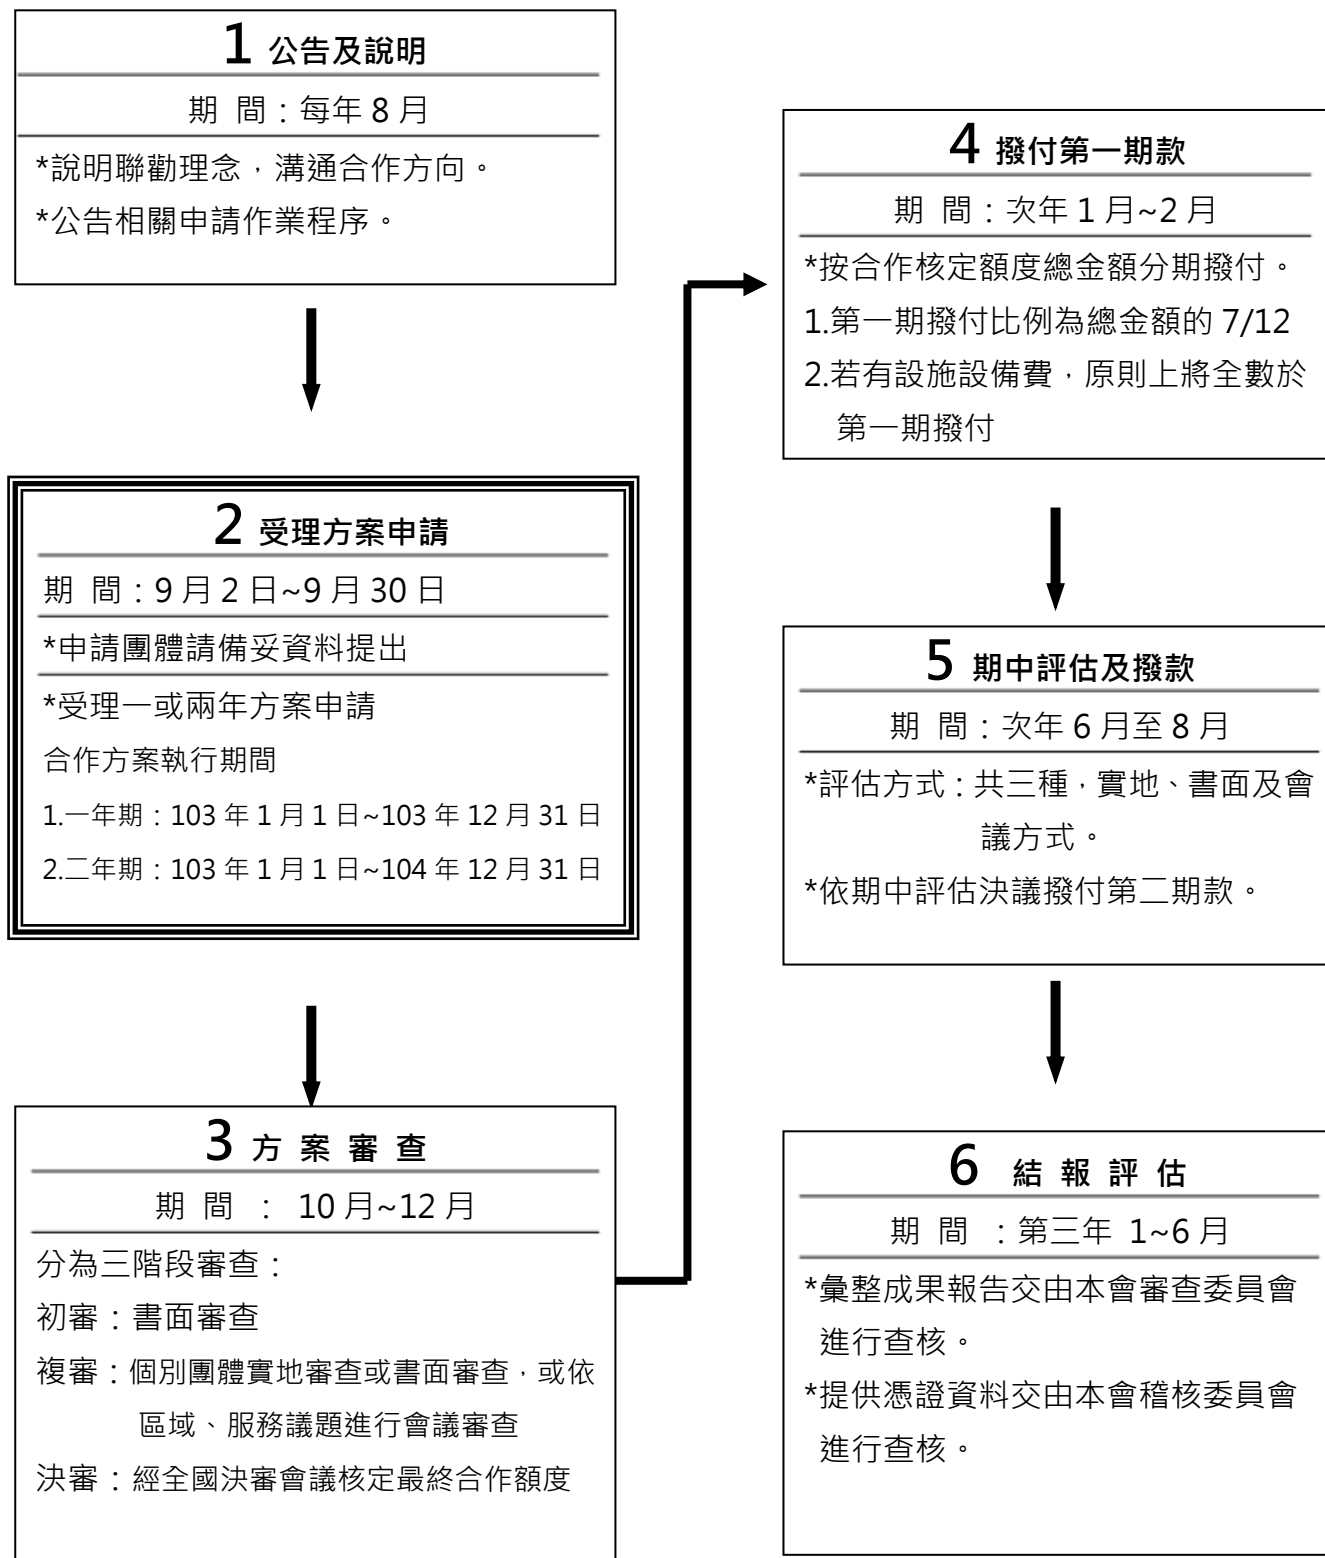 1 公告及說明
期 間：每年 8 月
*說明聯勸理念，溝通合作方向。
*公告相關申請作業程序。
2 受理方案申請
期 間：9 月 2 日~9 月 30 日
*申請團體請備妥資料提出
*受理一或兩年方案申請
合作方案執行期間
1.一年期：103 年 1 月 1 日~103 年 12 月 31 日
2.二年期：103 年 1 月 1 日~104 年 12 月 31 日
3 方 案 審 查
期 間 ： 10 月~12 月
分為三階段審查：
初審：書面審查
複審：個別團體實地審查或書面審查，或依
區域、服務議題進行會議審查
決審：經全國決審會議核定最終合作額度
4 撥付第一期款
期 間：次年 1 月~2 月
*按合作核定額度總金額分期撥付。
1.第一期撥付比例為總金額的 7/12
2.若有設施設備費，原則上將全數於
第一期撥付
5 期中評估及撥款
期 間：次年 6 月至 8 月
*評估方式：共三種，實地、書面及會
議方式。
*依期中評估決議撥付第二期款。
6 結 報 評 估
期 間 ：第三年 1~6 月
*彙整成果報告交由本會審查委員會
進行查核。
*提供憑證資料交由本會稽核委員會
進行查核。